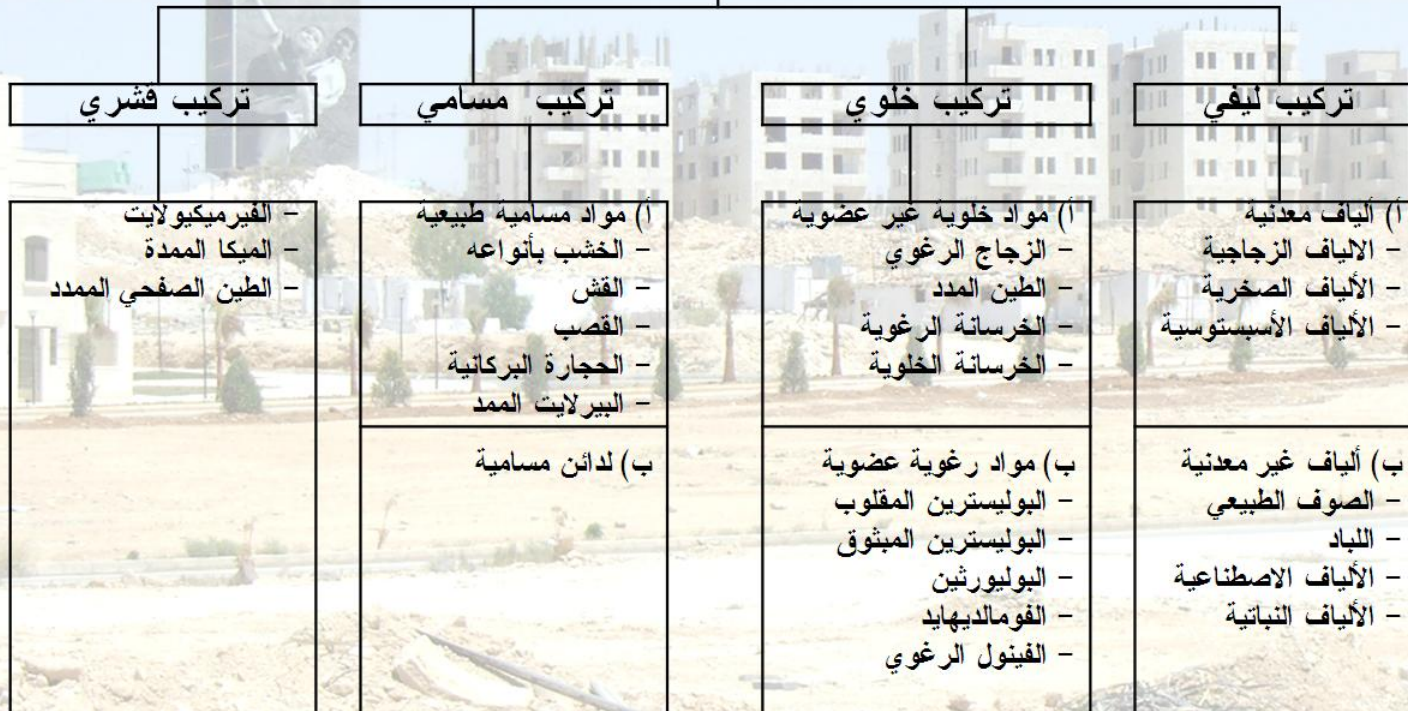 تركيب ليفي
أ) ألياف معدنية
- الالياف الزجاجية
- الألياف الصخرية
- الألياف الأسبستوسية
ب) ألياف غير معدنية
- الصوف الطبيعي
- اللباد
- الألياف الاصطناعية
- الألياف النباتية
تركيب خلوي
أ) مواد خلوية غير عضوية
- الزجاج الرغوي
- الطين المدد
- الخرسانة الرغوية
- الخرسانة الخلوية
ب) مواد رغوية عضوية
- البوليسترين المقلوب
- البوليسترين المبثوق
- البوليورثين
- الفومالديهايد
- الفينول الرغوي
تركيب مسامي
أ) مواد مسامية طبيعية
- الخشب بأنواعه
- القش
- القصب
- الحجارة البركانية
- البيرلايت الممد
ب) لدائن مسامية
تركيب قشري
- الفيرميكيولايت
- الميكا الممدة
- الطين الصفحي الممدد